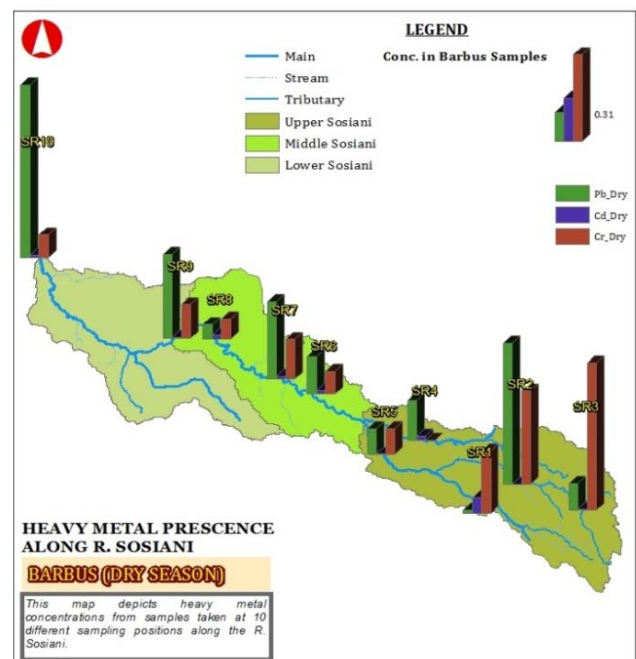 LEGEND
Main
Stream
Tributary
Upper Sosiani
Middle Sosiani
Lower Sosiani
Conc. in Barbus Samples
0.31
Pb_Dry
Cd_Dry
Cr_Dry
SR10
SR9
SR8
SR7
SR6
SR5
SR4
SR2
SR3
SR1
HEAVY METAL PRESCENCE
ALONG R. SOSIANI
BARBUS (DRY SEASON)
This map depicts heavy metal
concentrations from samples taken at 10
different sampling positions along the R.
Sosiani.